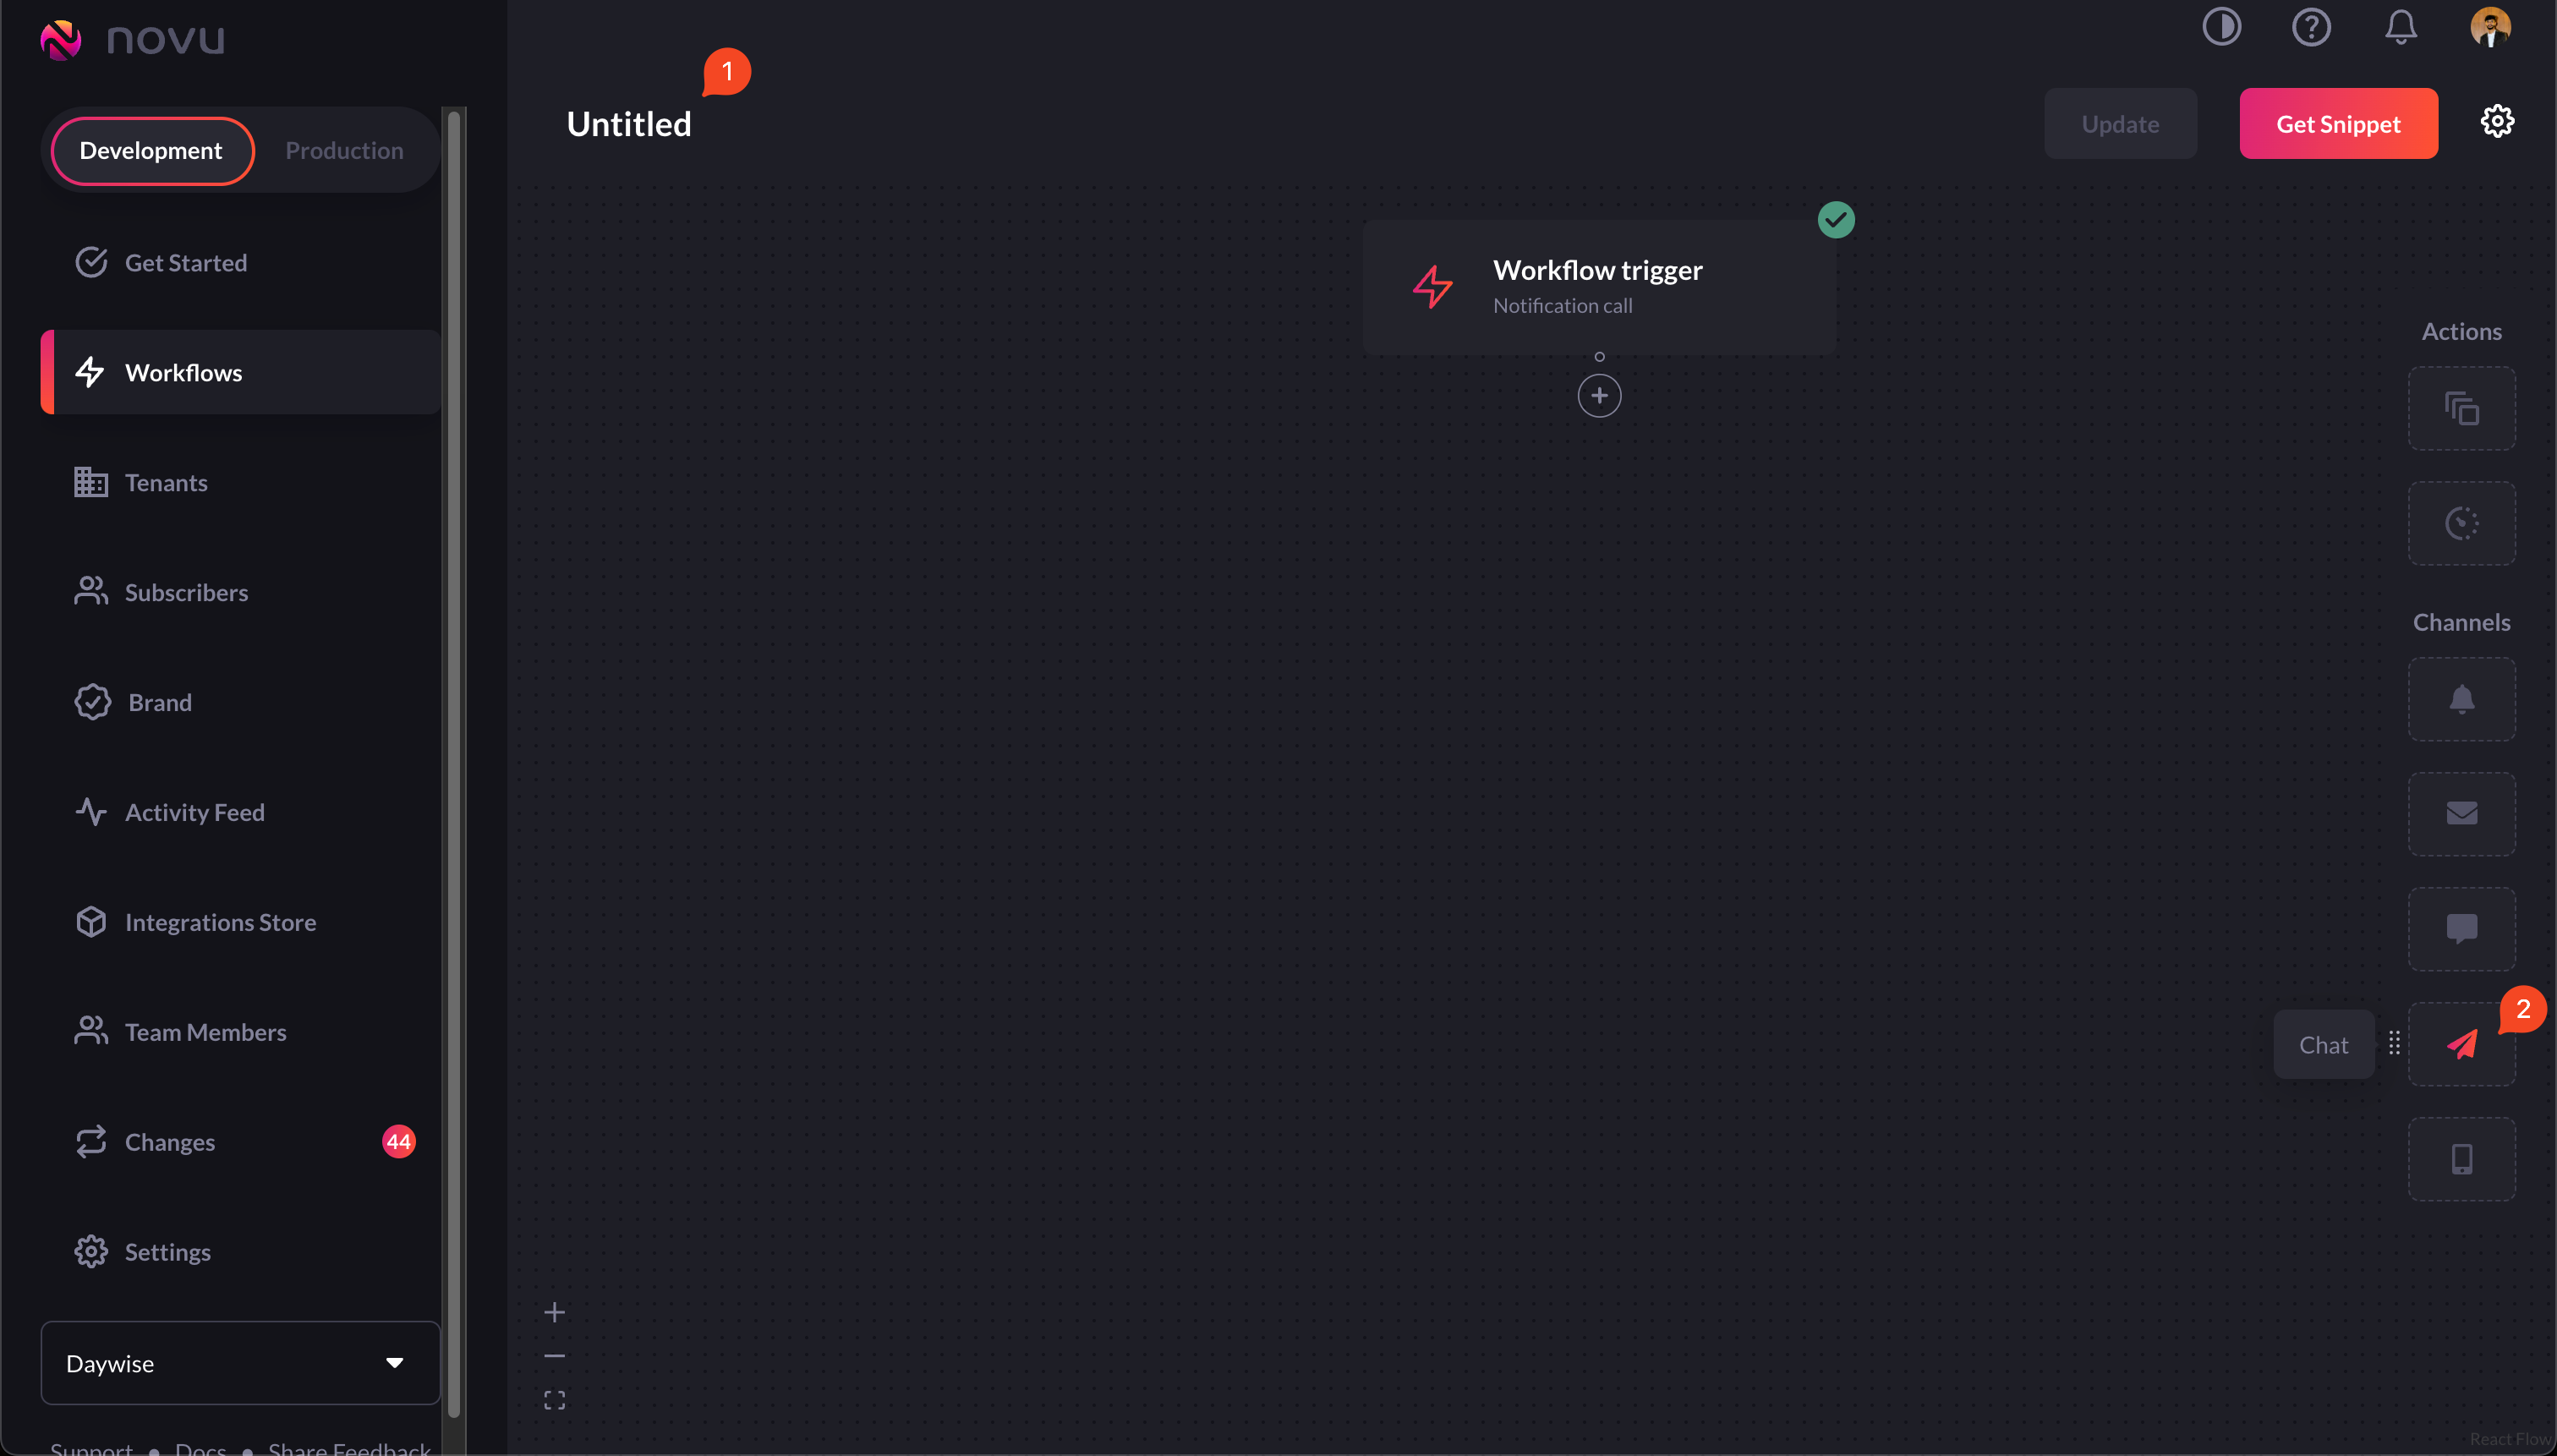 novu
1
Untitled
Update
Get Snippet
Development
Production
Get Started
Workflows
Tenants
Subscribers
Brand
Activity Feed
Integrations Store
Team Members
Changes
44
Settings
Daywise
Support • Docs • Share Feedback
Workflow trigger
Notification call
Actions
Channels
2
Chat
React Flow